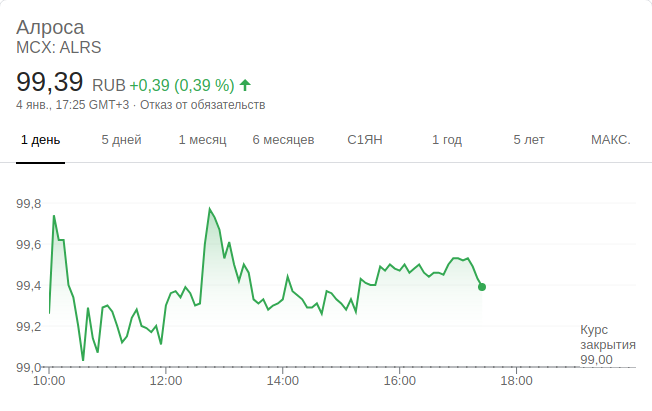 Алроса
MCX: ALRS
99,39 RUB +0,39 (0,39 %)
4 янв., 17:25 GMT+3 · Отказ от обязательств
1 день 5 дней 1 месяц 6 месяцев С1ЯН 1 год 5 лет МАКС.
99,8
99,6
99,4
99,2
99,0
Курс
закрытия
99,00
10:00 12:00 14:00 16:00 18:00